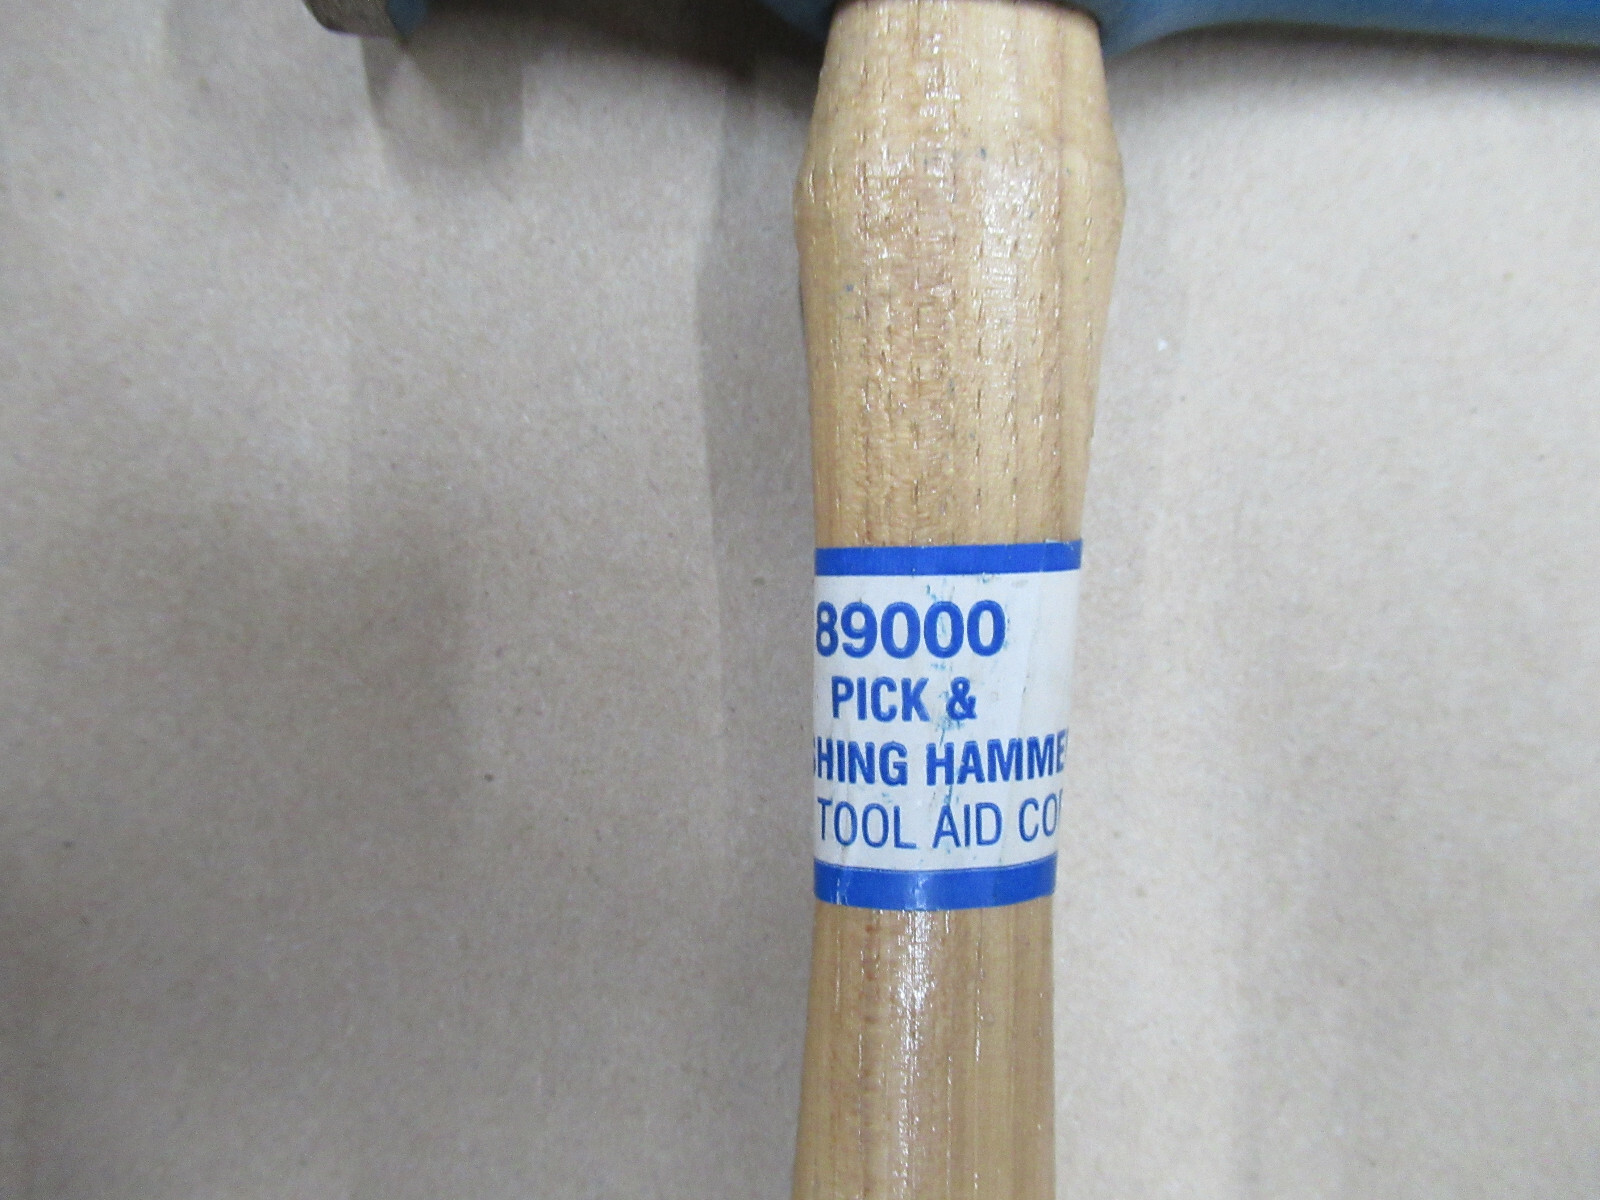 89000
PICK &
SHING HAMME
TOOL AID CO